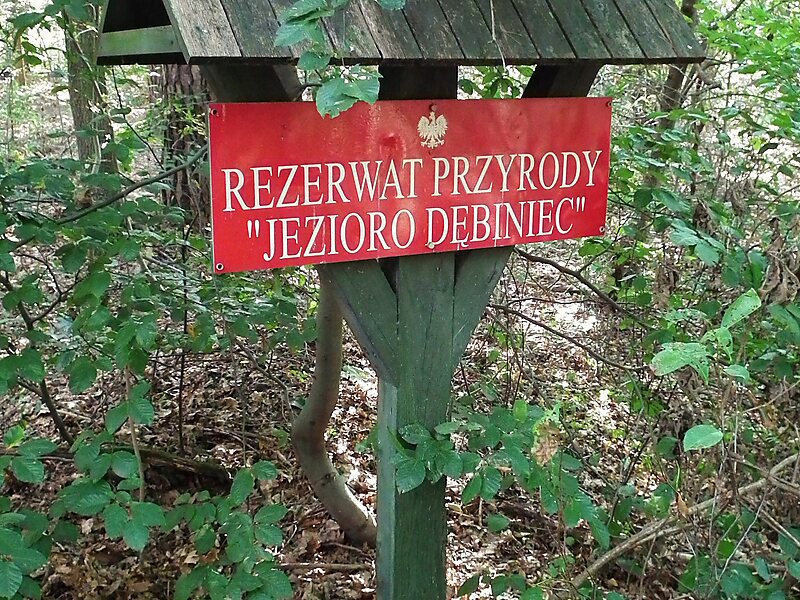 REZERWAT PRZYRODY
"JEZIORO DĘBINIEC"